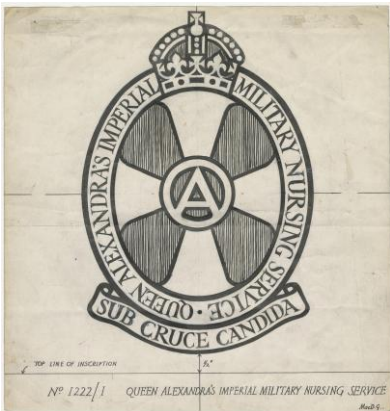 QUEEN ALEXANDRA'S IMPERIAL MILITARY NURSING SERVICE ·
A
SUB CRUCE CANDIDA
TOP LINE OF INSCRIPTION
Nº 1222/1 QUEEN ALEXANDRA'S IMPERIAL MILITARY NURSING SERVICE